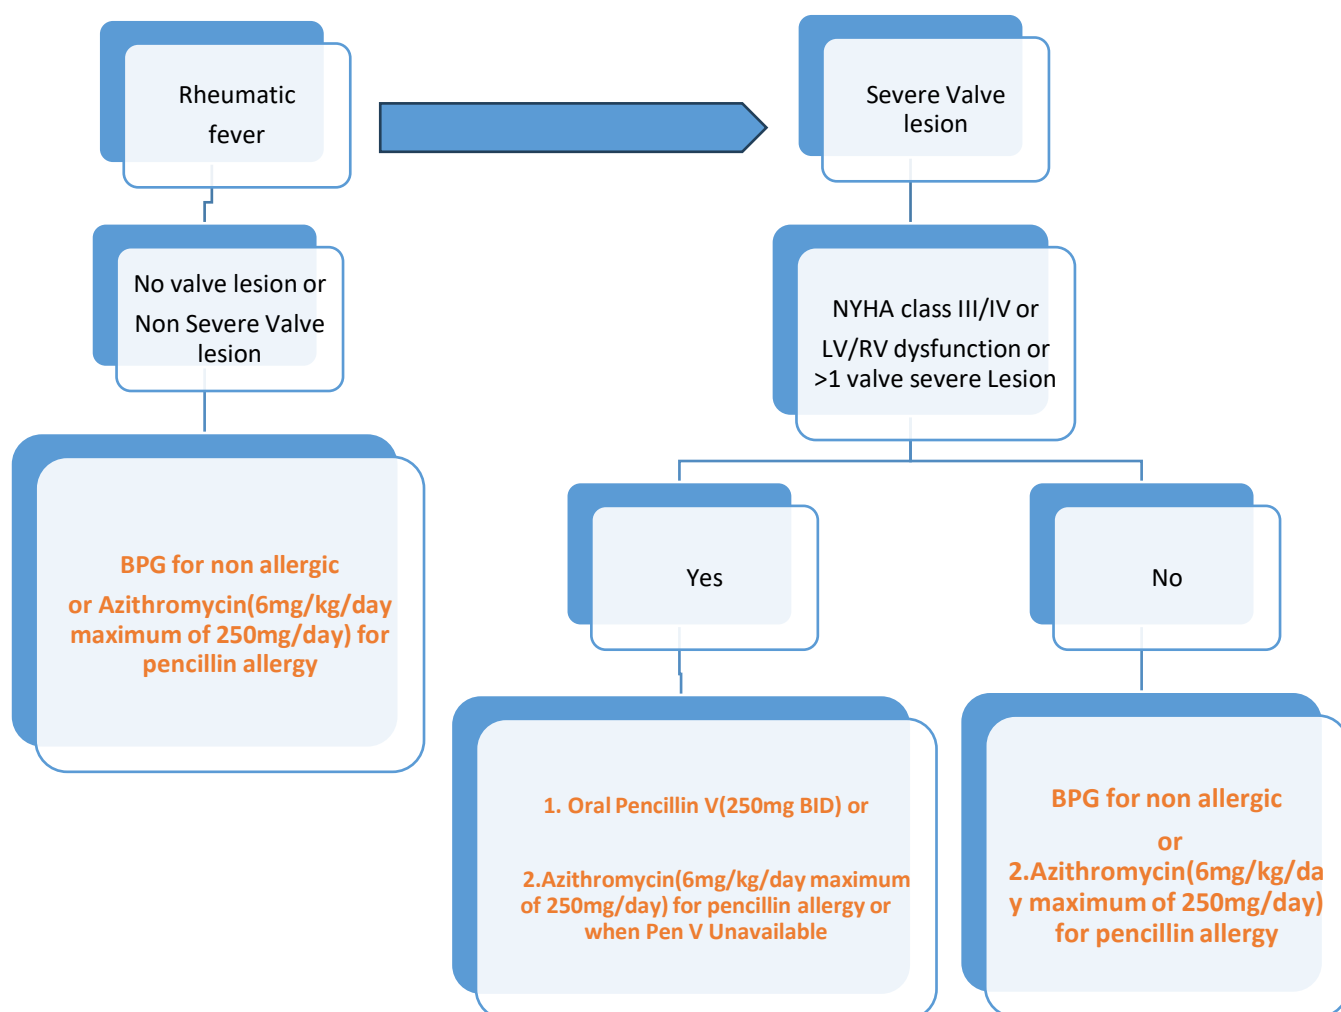 Rheumatic
fever
Severe Valve
lesion
No valve lesion or
Non Severe Valve
lesion
NYHA class III/IV or
LV/RV dysfunction or
>1 valve severe Lesion
BPG for non allergic
or Azithromycin(6mg/kg/day
maximum of 250mg/day) for
pencillin allergy
Yes
No
1. Oral Pencillin V(250mg BID) or
2.Azithromycin(6mg/kg/day maximum
of 250mg/day) for pencillin allergy or
when Pen V Unavailable
BPG for non allergic
or
2.Azithromycin(6mg/kg/da
y maximum of 250mg/day)
for pencillin allergy